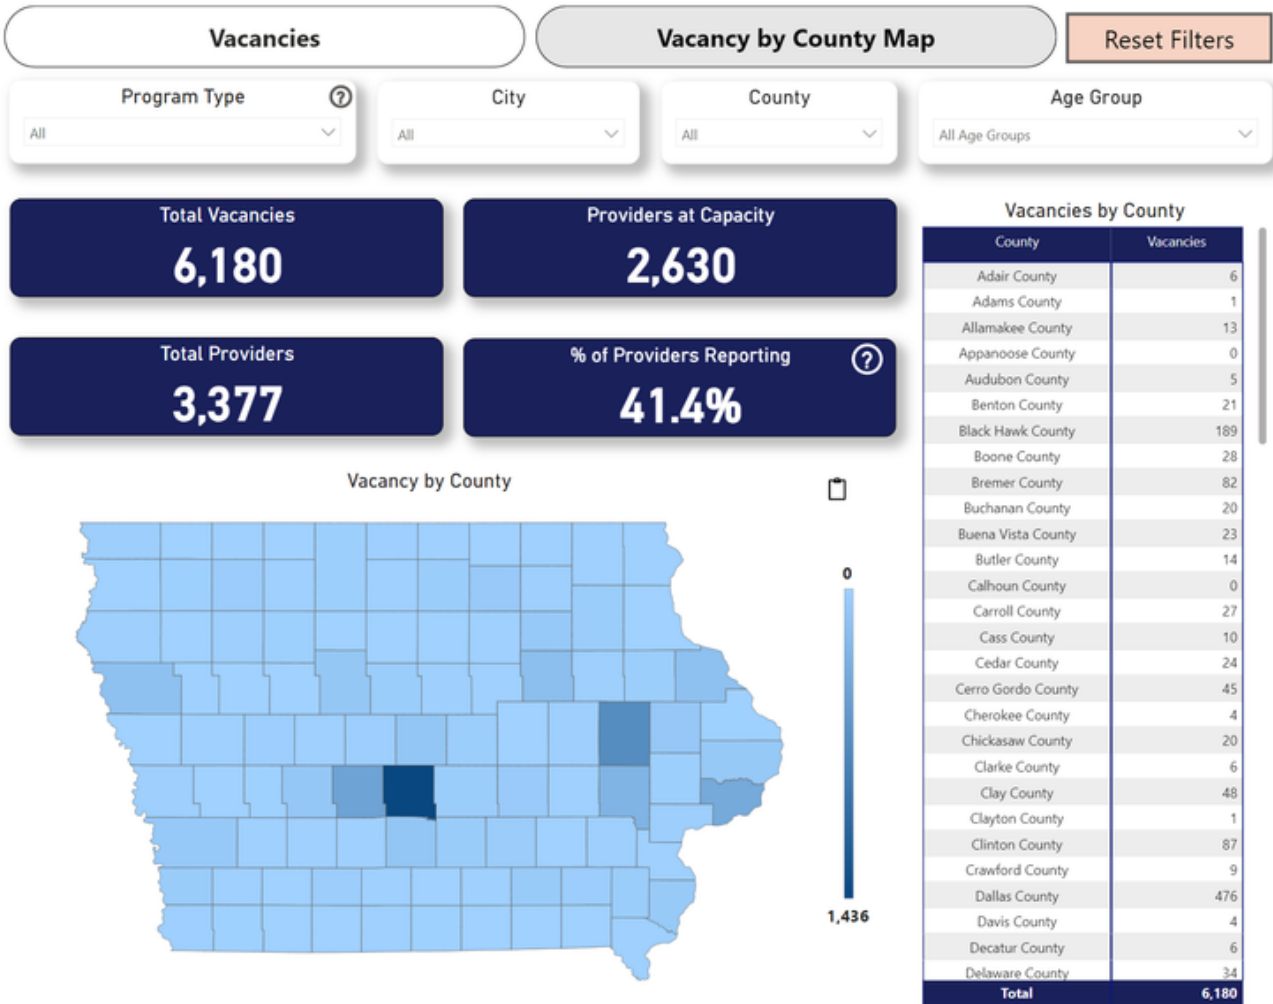 Vacancies
Vacancy by County Map
Reset Filters
Program Type ?
All
City
All
County
All
Age Group
All Age Groups
Total Vacancies
6,180
Providers at Capacity
2,630
Total Providers
3,377
% of Providers Reporting ?
41.4%
Vacancy by County
0
1,436
Vacancies by County
County Vacancies
Adair County 6
Adams County 1
Allamakee County 13
Appanoose County 0
Audubon County 5
Benton County 21
Black Hawk County 189
Boone County 28
Bremer County 82
Buchanan County 20
Buena Vista County 23
Butler County 14
Calhoun County 0
Carroll County 27
Cass County 10
Cedar County 24
Cerro Gordo County 45
Cherokee County 4
Chickasaw County 20
Clarke County 6
Clay County 48
Clayton County 1
Clinton County 87
Crawford County 9
Dallas County 476
Davis County 4
Decatur County 6
Delaware County 34
Total 6,180